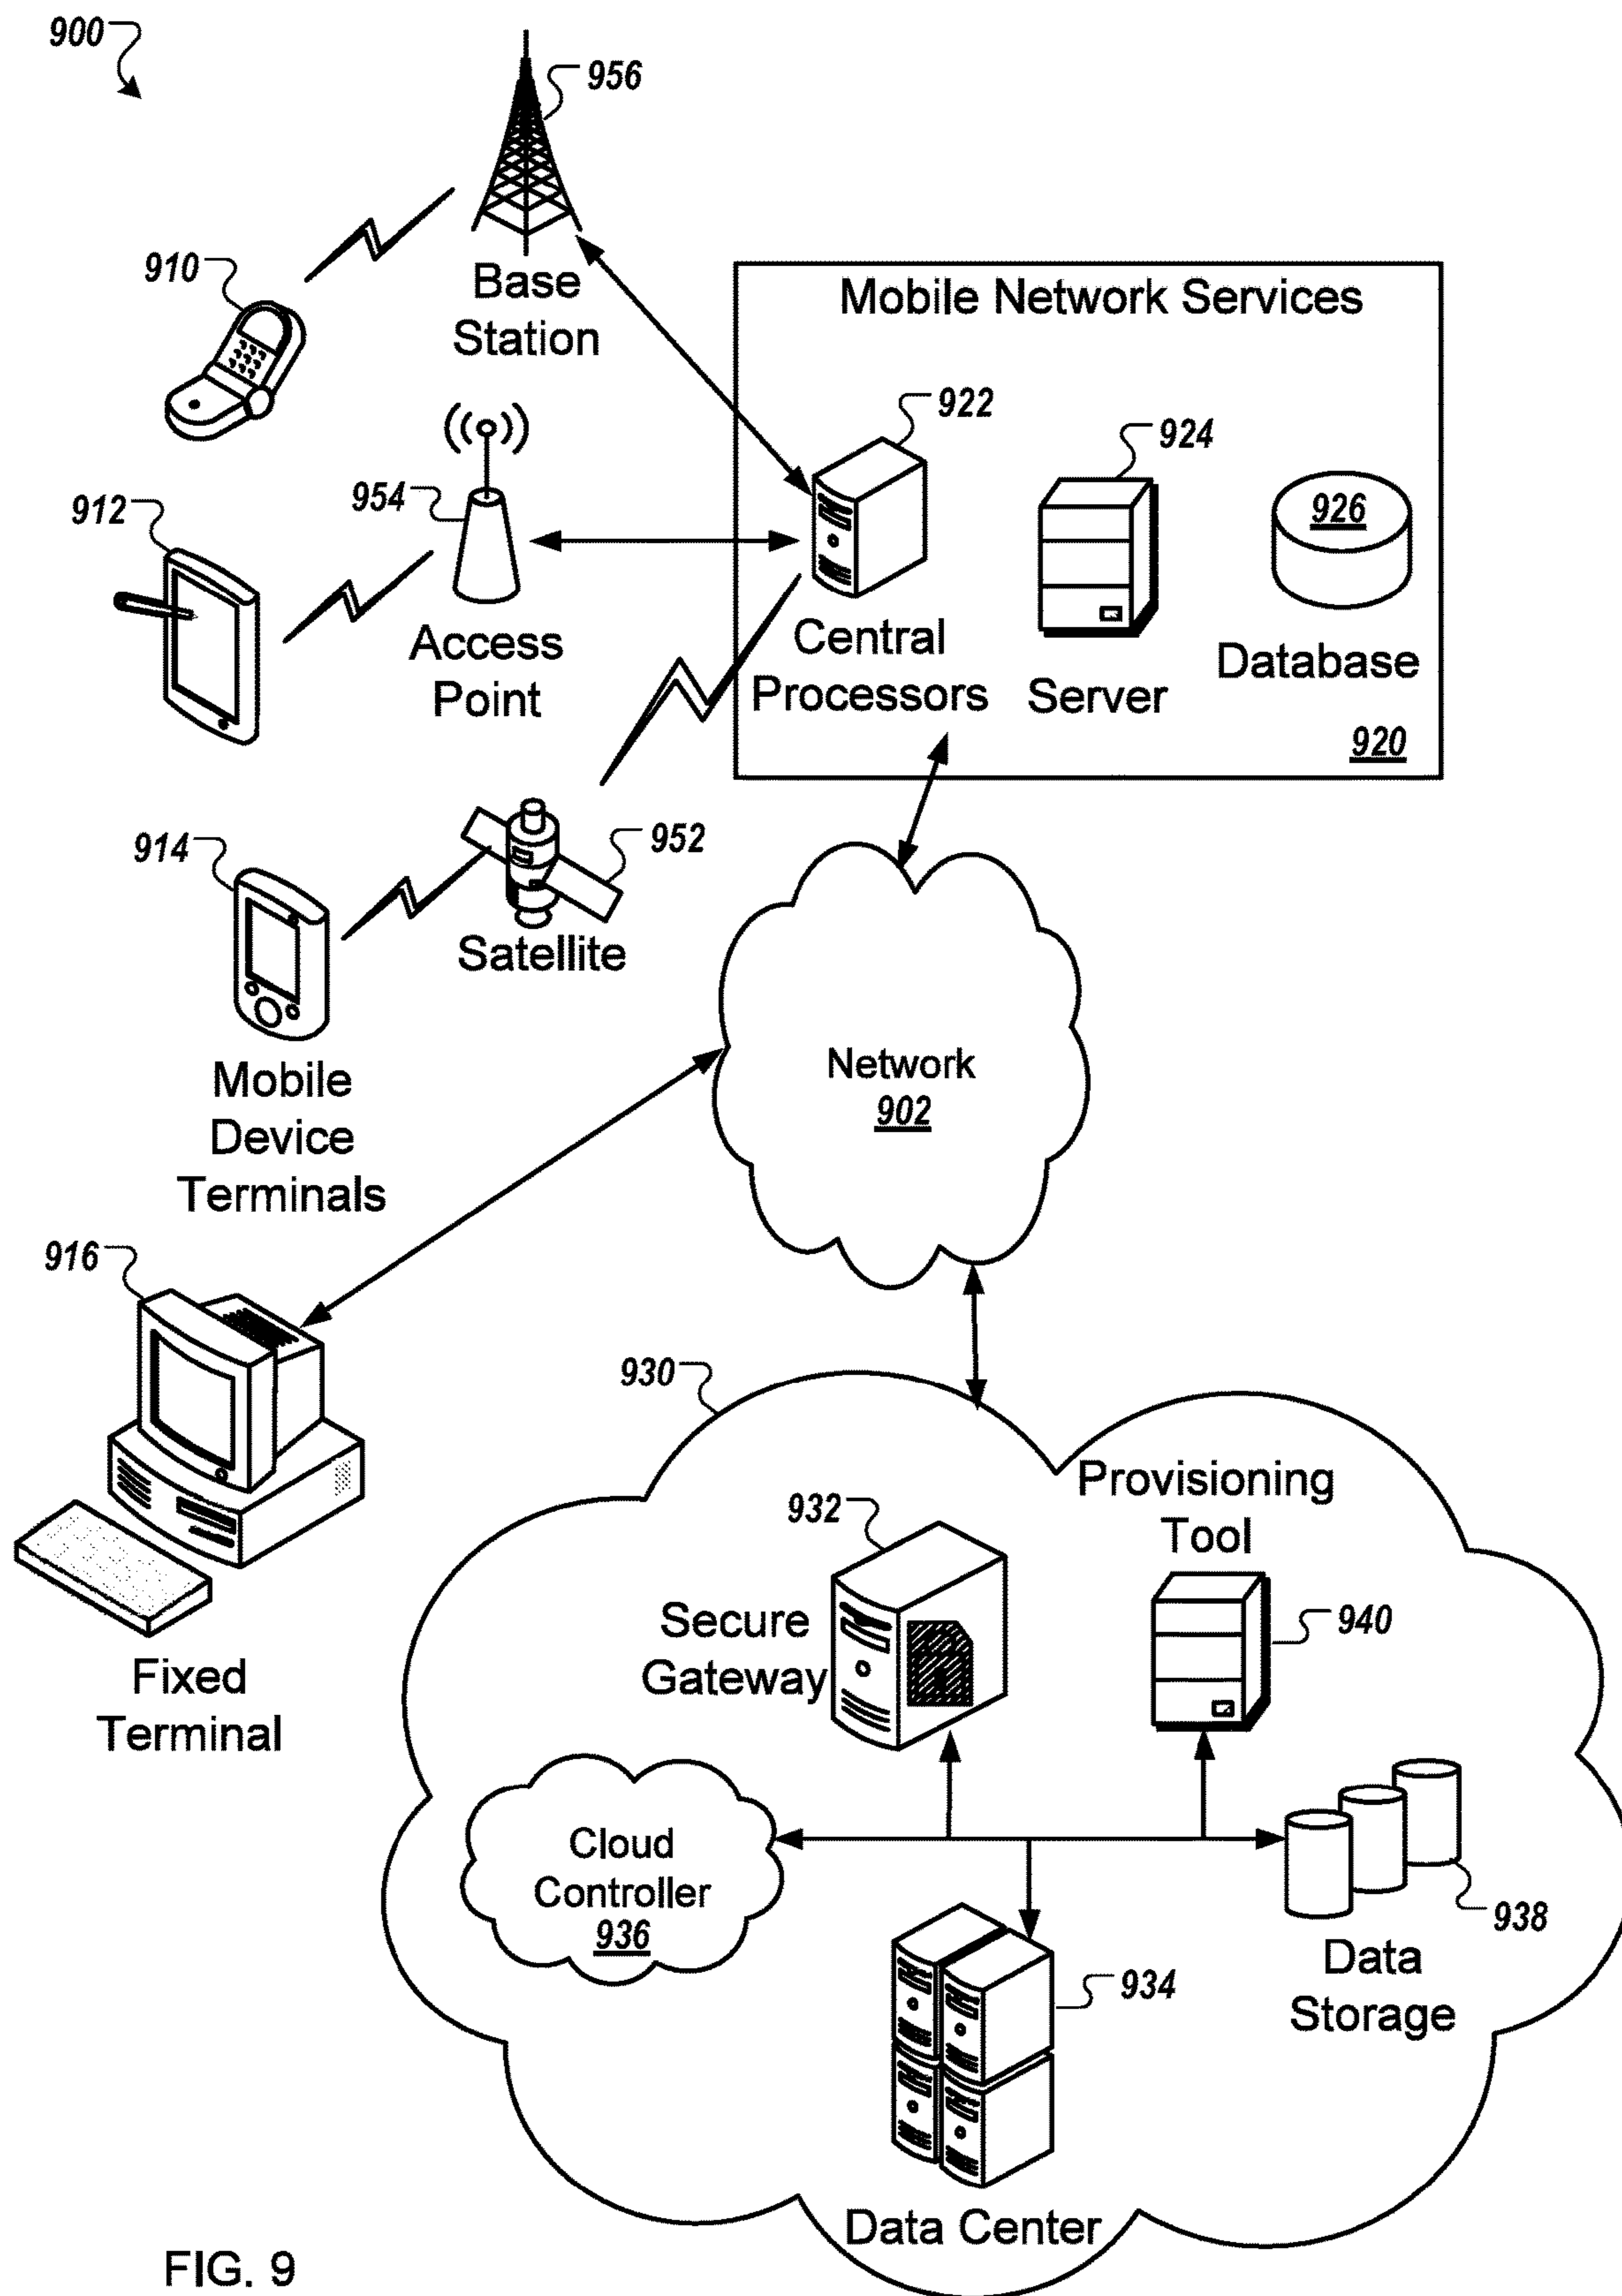 900
956
910
Base
Station
Mobile Network Services
922
924
926
912
954
Access
Point
Central
Processors
Server
Database
920
914
952
Satellite
Mobile
Device
Terminals
Network
902
916
Fixed
Terminal
930
Provisioning
Tool
932
Secure
Gateway
940
Cloud
Controller
936
938
Data
Storage
934
Data Center
FIG. 9